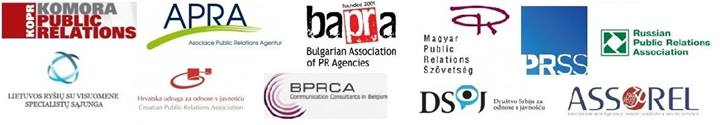 KOPR
KOMORA
PUBLIC
RELATIONS
APRA
Asociace Public Relations Agentur
founded 2001
bapra
Bulgarian Association
of PR Agencies
Magyar
Public
Relations
Szövetség
PRSS
Russian
Public Relations
Association
LIETUVOS RYŠIŲ SU VISUOMENE
SPECIALISTŲ SĄJUNGA
Hrvatska udruga za odnose s javnošću
Croatian Public Relations Association
BPRCA
Communication Consultants in Belgium
DSOJ
Društvo Srbije za
odnose s javnošću
ASSOREL